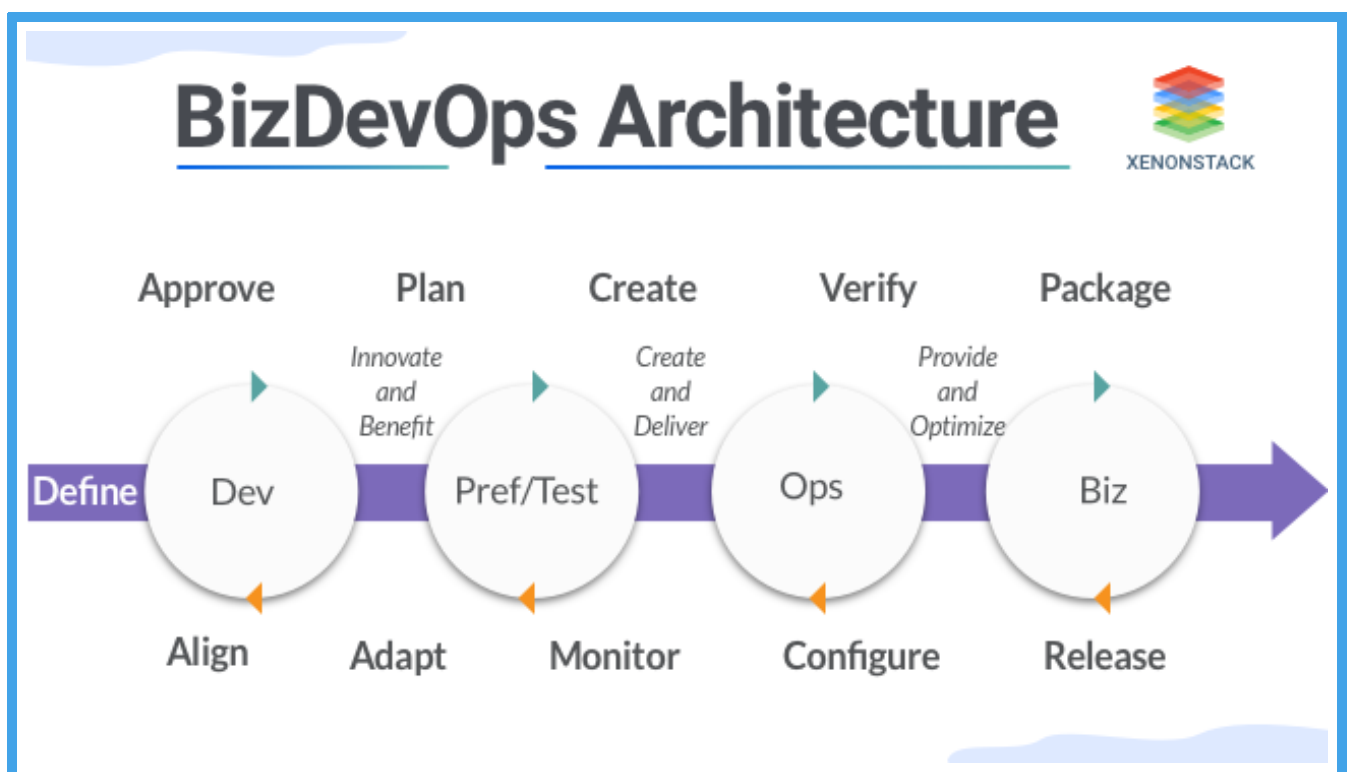 BizDevOps Architecture
XENONSTACK
Approve
Plan
Create
Verify
Package
Innovate
and
Benefit
Create
and
Deliver
Provide
and
Optimize
Define
Dev
Pref/Test
Ops
Biz
Align
Adapt
Monitor
Configure
Release